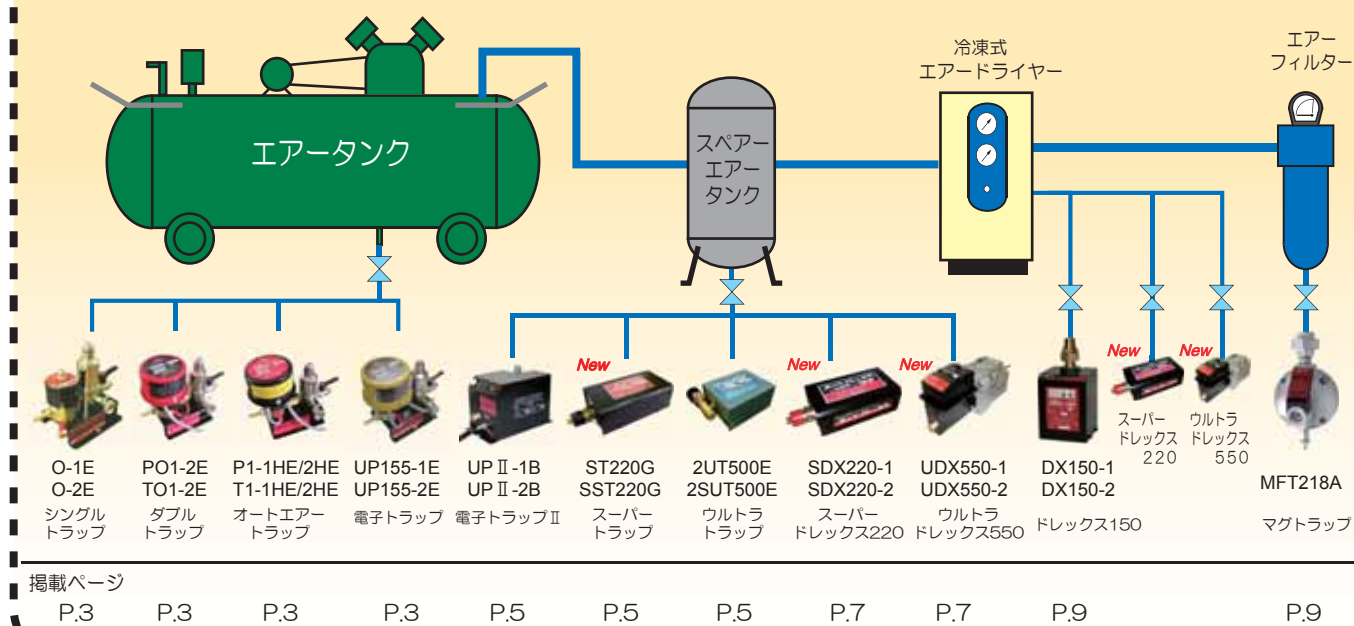 エアータンク
スペアー
エアー
タンク
冷凍式
エアードライヤー
エアー
フィルター
New
New
New
New
New
スーパー
ドレックス
220
ウルトラ
ドレックス
550
O-1E
O-2E
シングル
トラップ
PO1-2E
TO1-2E
ダブル
トラップ
P1-1HE/2HE
T1-1HE/2HE
オートエアー
トラップ
UP155-1E
UP155-2E
電子トラップ
UPⅡ-1B
UPⅡ-2B
電子トラップⅡ
ST220G
SST220G
スーパー
トラップ
2UT500E
2SUT500E
ウルトラ
トラップ
SDX220-1
SDX220-2
スーパー
ドレックス220
UDX550-1
UDX550-2
ウルトラ
ドレックス550
DX150-1
DX150-2
ドレックス150
MFT218A
マグトラップ
掲載ページ
P.3 P.3 P.3 P.3 P.5 P.5 P.5 P.7 P.7 P.9 P.9